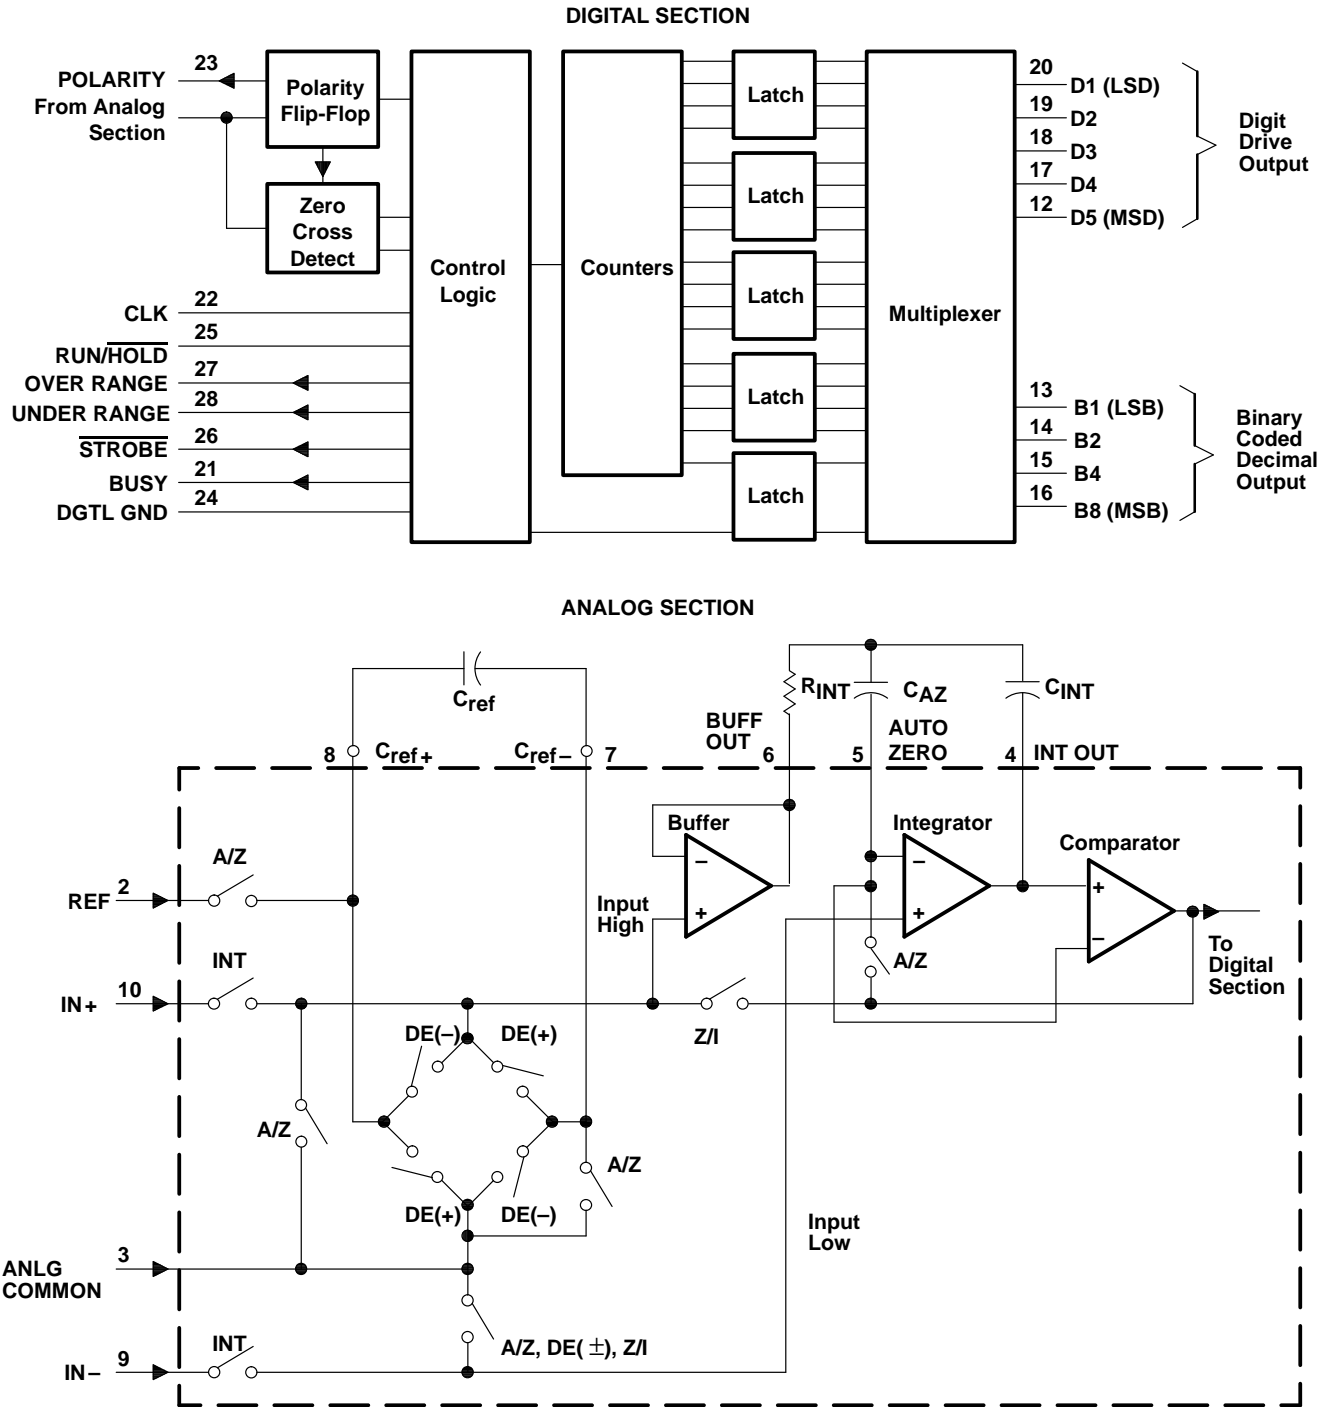 DIGITAL SECTION
23
POLARITY
From Analog
Section
Polarity
Flip-Flop
Zero
Cross
Detect
22
CLK
25
RUN/HOLD
27
OVER RANGE
28
UNDER RANGE
26
STROBE
21
BUSY
24
DGTL GND
Control
Logic
Counters
Latch
Latch
Latch
Latch
Latch
Multiplexer
20
D1 (LSD)
19
D2
18
D3
17
D4
12
D5 (MSD)
Digit
Drive
Output
13
B1 (LSB)
14
B2
15
B4
16
B8 (MSB)
Binary
Coded
Decimal
Output
ANALOG SECTION
Cref
8
Cref+
Cref–
7
RINT
CAZ
CINT
BUFF
OUT
6
5
AUTO
ZERO
4
INT OUT
Buffer
–
+
Integrator
–
+
Comparator
+
–
A/Z
REF
2
Input
High
INT
10
IN+
A/Z
To
Digital
Section
Z/I
DE(–)
DE(+)
A/Z
A/Z
DE(+)
DE(–)
Input
Low
3
ANLG
COMMON
INT
9
IN–
A/Z, DE( ±), Z/I